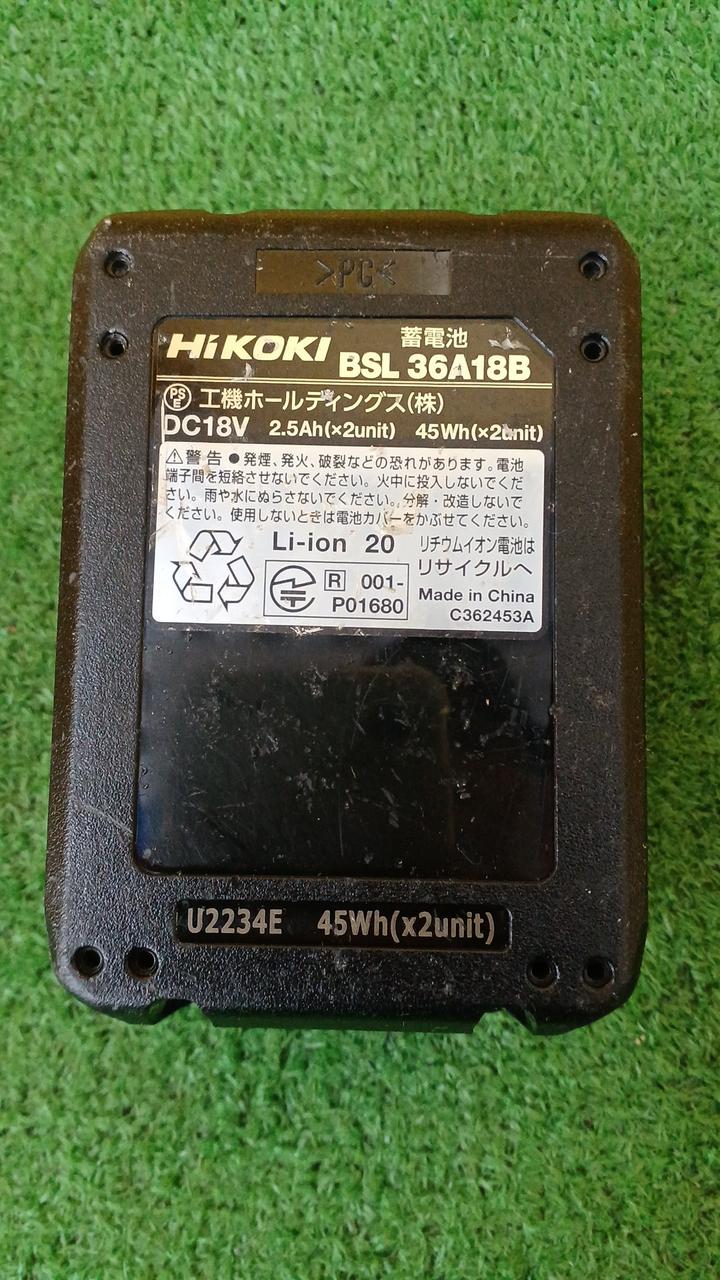 >PC<
HiKOKI 蓄電池
BSL 36A18B
PS E 工機ホールディングス(株)
DC18V 2.5Ah(×2unit) 45Wh(×2unit)
⚠警告 ●発煙、発火、破裂などの恐れがあります。電池
端子間を短絡させないでください。火中に投入しないでくだ
さい。雨や水にぬらさないでください。分解・改造しないで
ください。使用しないときは電池カバーをかぶせてください。
Li-ion 20 リチウムイオン電池は
リサイクルへ
R 001-
P01680
Made in China
C362453A
U2234E 45Wh(x2unit)